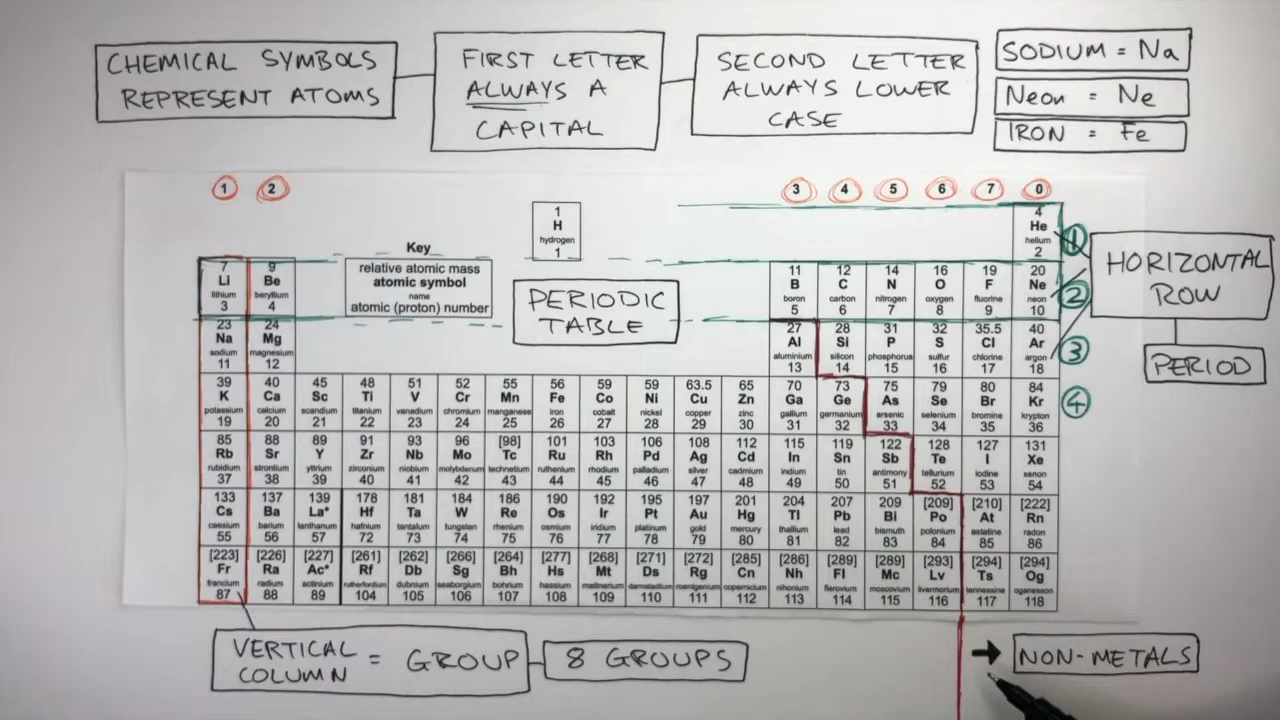 CHEMICAL SYMBOLS
REPRESENT ATOMS
FIRST LETTER
ALWAYS A
CAPITAL
SECOND LETTER
ALWAYS LOWER
CASE
SODIUM = Na
Neon = Ne
IRON = Fe
1 2 3 4 5 6 7 0
1 4
H He
hydrogen helium
1 2
1
Key
7 9 relative atomic mass 11 12 14 16 19 20
Li Be atomic symbol B C N O F Ne
lithium beryllium name boron carbon nitrogen oxygen fluorine neon
3 4 atomic (proton) number 5 6 7 8 9 10
2
HORIZONTAL
ROW
PERIODIC
TABLE
23 24 27 28 31 32 35.5 40
Na Mg Al Si P S Cl Ar
sodium magnesium aluminium silicon phosphorus sulfur chlorine argon
11 12 13 14 15 16 17 18
3
PERIOD
39 40 45 48 51 52 55 56 59 59 63.5 65 70 73 75 79 80 84
K Ca Sc Ti V Cr Mn Fe Co Ni Cu Zn Ga Ge As Se Br Kr
potassium calcium scandium titanium vanadium chromium manganese iron cobalt nickel copper zinc gallium germanium arsenic selenium bromine krypton
19 20 21 22 23 24 25 26 27 28 29 30 31 32 33 34 35 36
4
85 88 89 91 93 96 [98] 101 103 106 108 112 115 119 122 128 127 131
Rb Sr Y Zr Nb Mo Tc Ru Rh Pd Ag Cd In Sn Sb Te I Xe
rubidium strontium yttrium zirconium niobium molybdenum technetium ruthenium rhodium palladium silver cadmium indium tin antimony tellurium iodine xenon
37 38 39 40 41 42 43 44 45 46 47 48 49 50 51 52 53 54
133 137 139 178 181 184 186 190 192 195 197 201 204 207 209 [209] [210] [222]
Cs Ba La* Hf Ta W Re Os Ir Pt Au Hg Tl Pb Bi Po At Rn
caesium barium lanthanum hafnium tantalum tungsten rhenium osmium iridium platinum gold mercury thallium lead bismuth polonium astatine radon
55 56 57 72 73 74 75 76 77 78 79 80 81 82 83 84 85 86
[223] [226] [227] [261] [262] [266] [264] [277] [268] [271] [272] [285] [286] [289] [289] [293] [294] [294]
Fr Ra Ac* Rf Db Sg Bh Hs Mt Ds Rg Cn Nh Fl Mc Lv Ts Og
francium radium actinium rutherfordium dubnium seaborgium bohrium hassium meitnerium darmstadtium roentgenium copernicium nihonium flerovium moscovium livermorium tennessine oganesson
87 88 89 104 105 106 107 108 109 110 111 112 113 114 115 116 117 118
VERTICAL
COLUMN = GROUP
8 GROUPS
NON-METALS